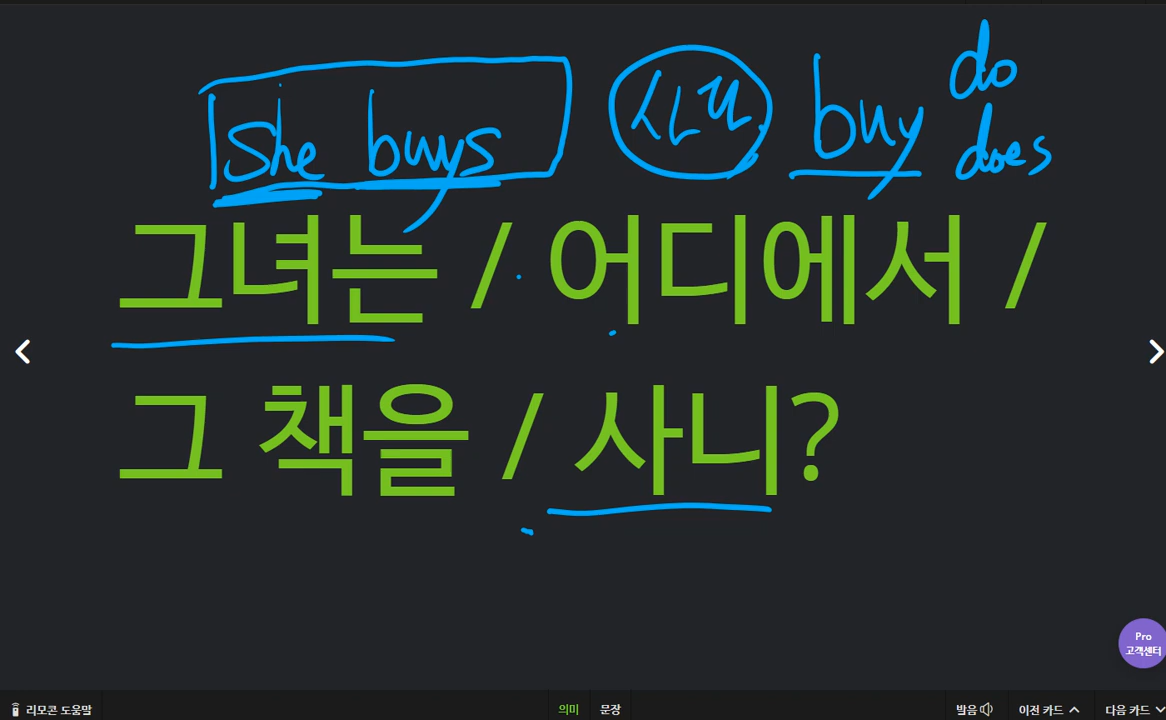 do
She buys buy does
그녀는 / 어디에서 /
그 책을 / 사니?
Pro
고객센터
리모콘 도움말 의미 문장 발음 이전 카드 다음 카드